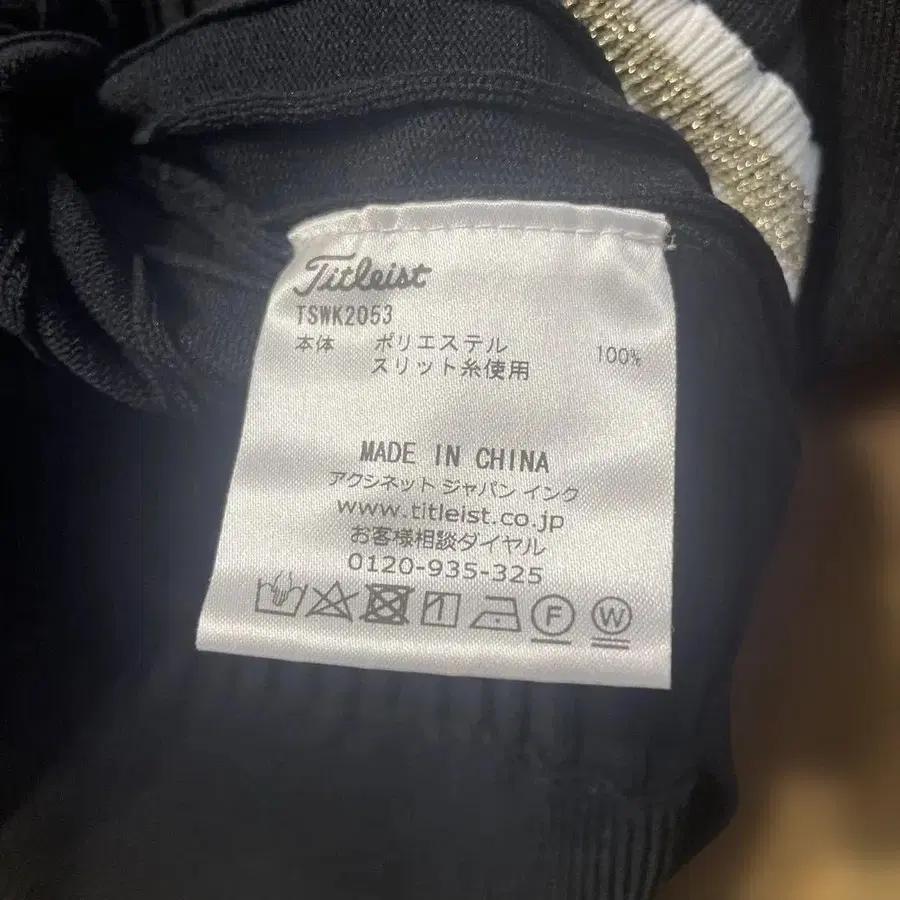 Titleist
TSWK2053
本体 ポリエステル 100%
スリット糸使用
MADE IN CHINA
アクシネット ジャパン インク
www.titleist.co.jp
お客様相談ダイヤル
0120-935-325
F W